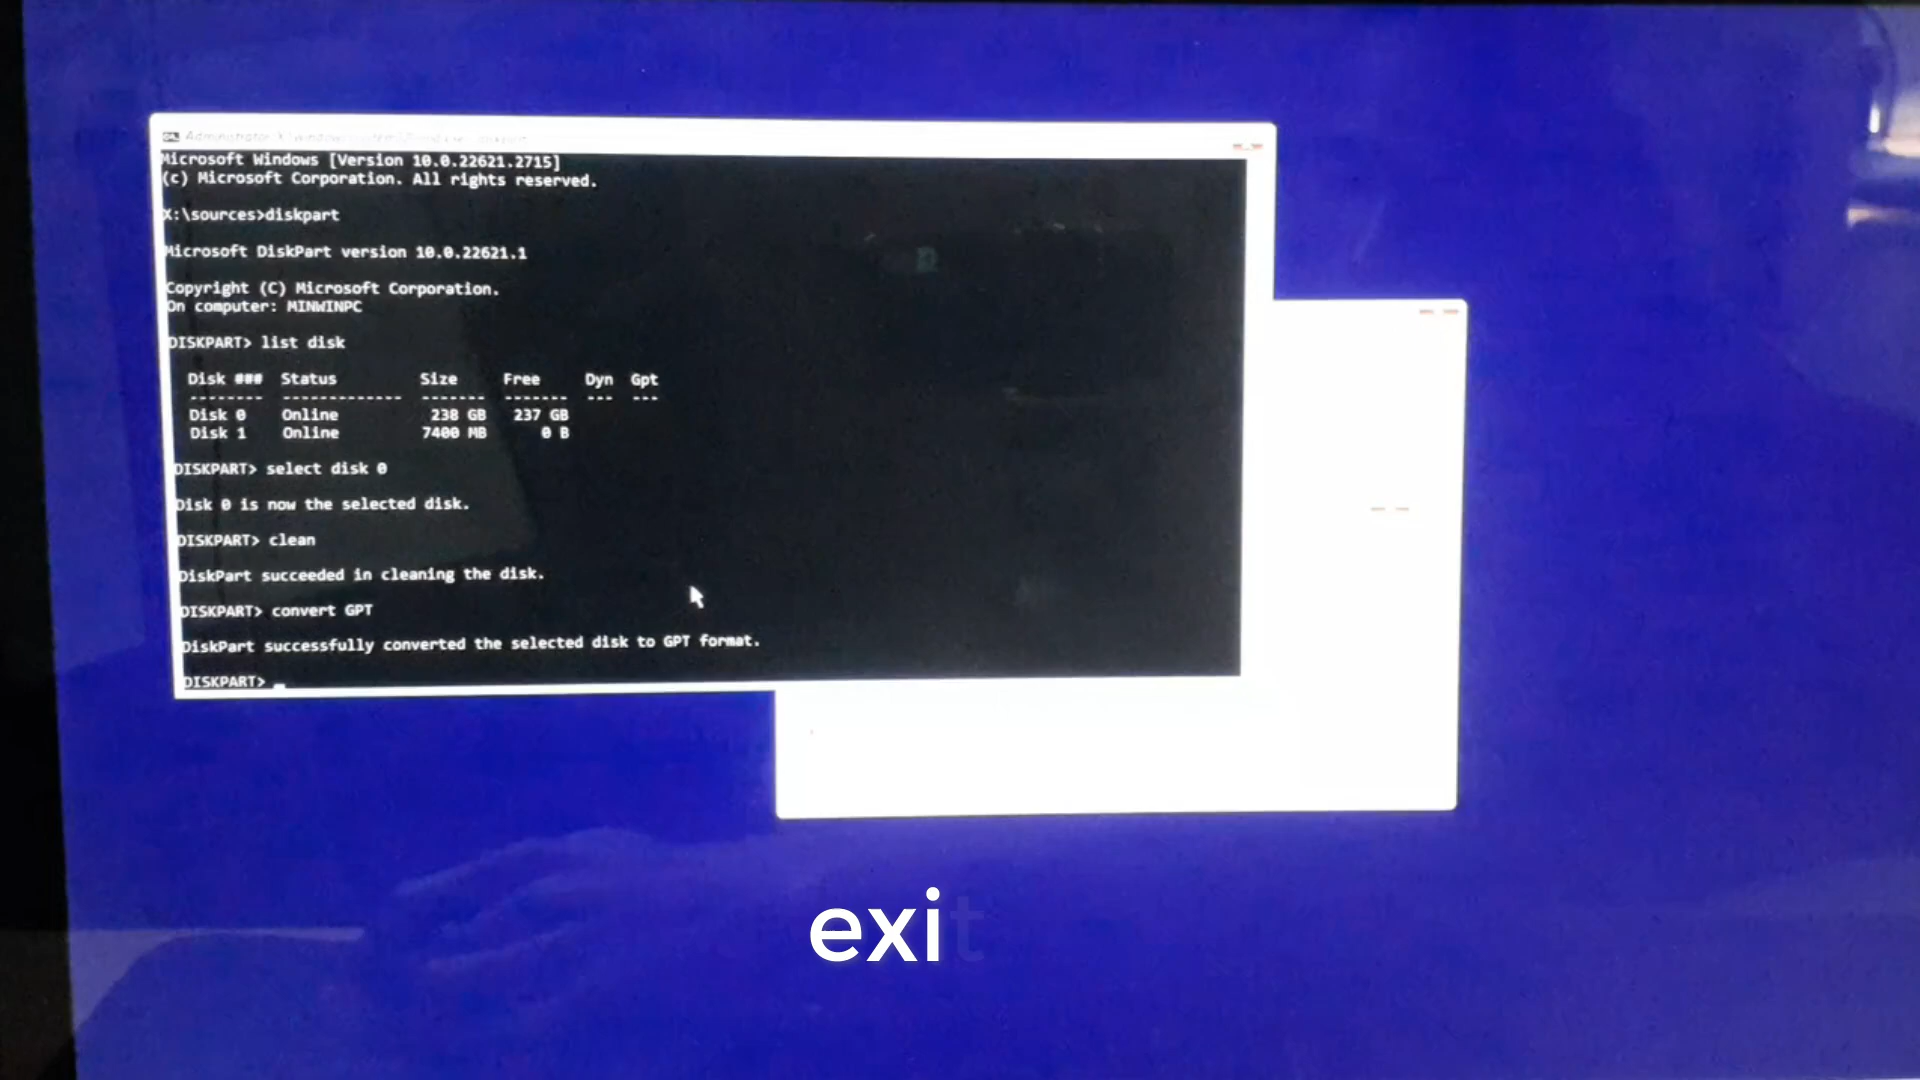 Microsoft Windows [Version 10.0.22621.2715]
(c) Microsoft Corporation. All rights reserved.
X:\sources>diskpart
Microsoft DiskPart version 10.0.22621.1
Copyright (C) Microsoft Corporation.
On computer: MINWINPC
DISKPART> list disk
Disk ### Status Size Free Dyn Gpt
-------- ------------- ------- ------- --- ---
Disk 0 Online 238 GB 237 GB
Disk 1 Online 7400 MB 0 B
DISKPART> select disk 0
Disk 0 is now the selected disk.
DISKPART> clean
DiskPart succeeded in cleaning the disk.
DISKPART> convert GPT
DiskPart successfully converted the selected disk to GPT format.
DISKPART>
exit